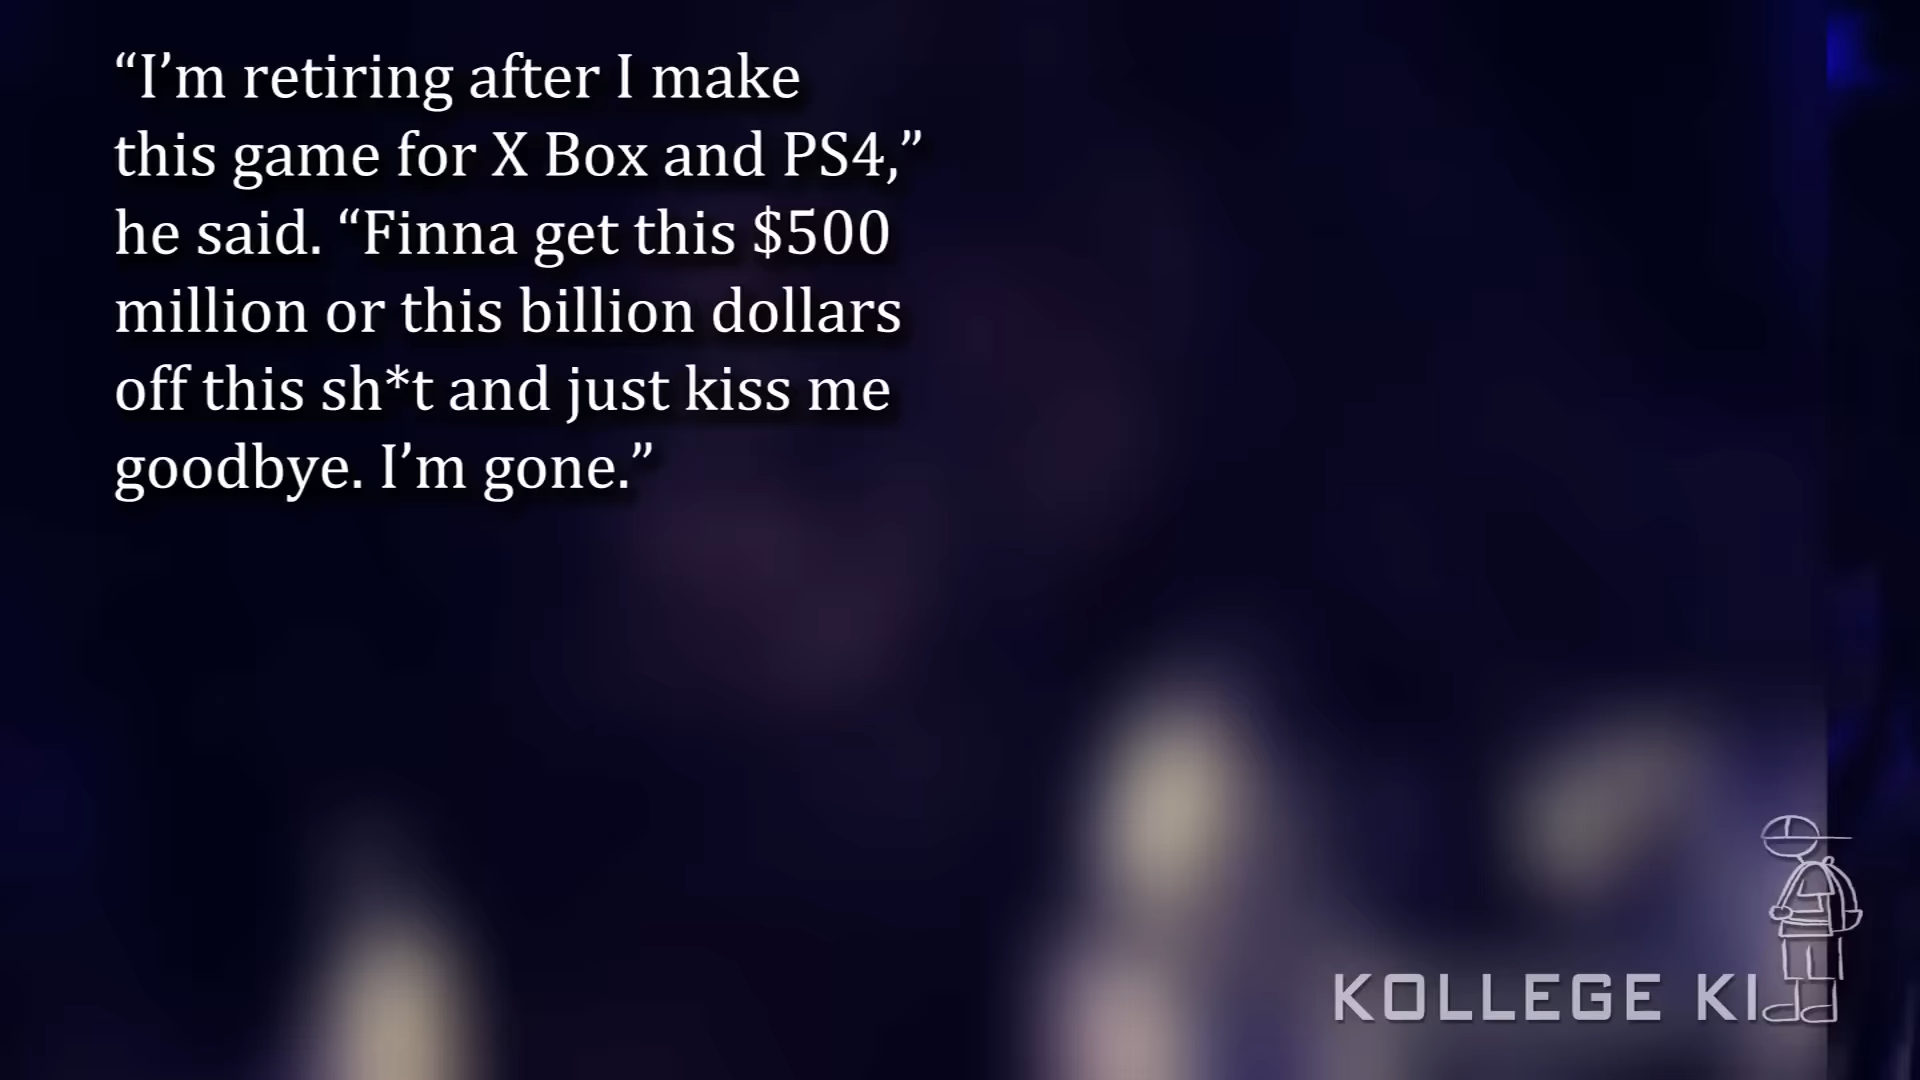 “I’m retiring after I make
this game for X Box and PS4,”
he said. “Finna get this $500
million or this billion dollars
off this sh*t and just kiss me
goodbye. I’m gone.”
KOLLEGE KI